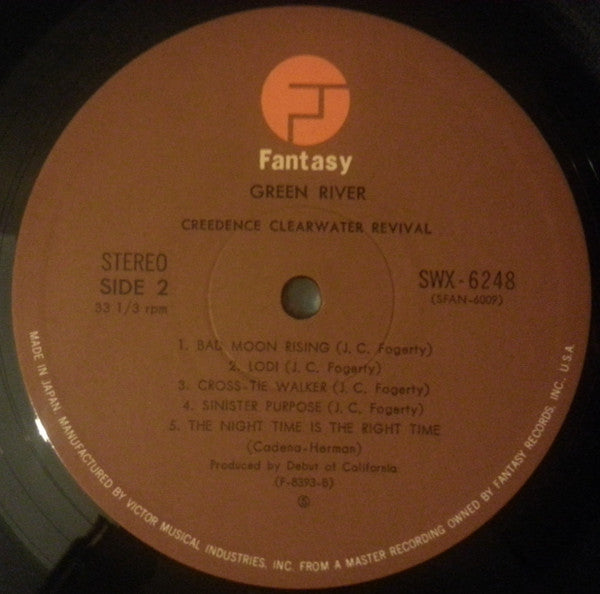 Fantasy
GREEN RIVER
CREEDENCE CLEARWATER REVIVAL
STEREO
SIDE 2
33 1/3 rpm
SWX-6248
(SFAN-6009)
1. BAD MOON RISING (J. C. Fogerty)
2. LODI (J. C. Fogerty)
3. CROSS-TIE WALKER (J. C. Fogerty)
4. SINISTER PURPOSE (J. C. Fogerty)
5. THE NIGHT TIME IS THE RIGHT TIME
(Cadena-Herman)
Produced by Debut of California
(F-8393-B)
Ⓢ
MADE IN JAPAN. MANUFACTURED BY VICTOR MUSICAL INDUSTRIES, INC. FROM A MASTER RECORDING OWNED BY FANTASY RECORDS, INC. U.S.A.